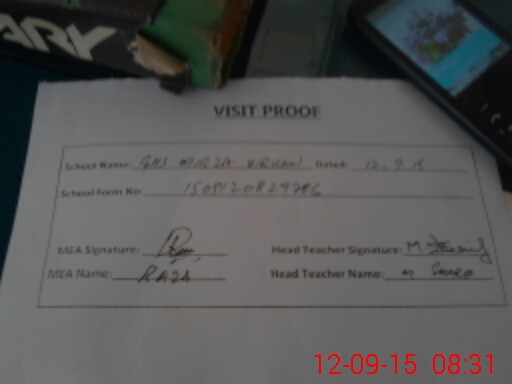 ARY
VISIT PROOF
School Name: GHS MIRZA VIRKAN Date: 12.9.15
School Form No:
MEA Signature: Head Teacher Signature: M
MEA Name: RAZA Head Teacher Name: M
12-09-15 08:31